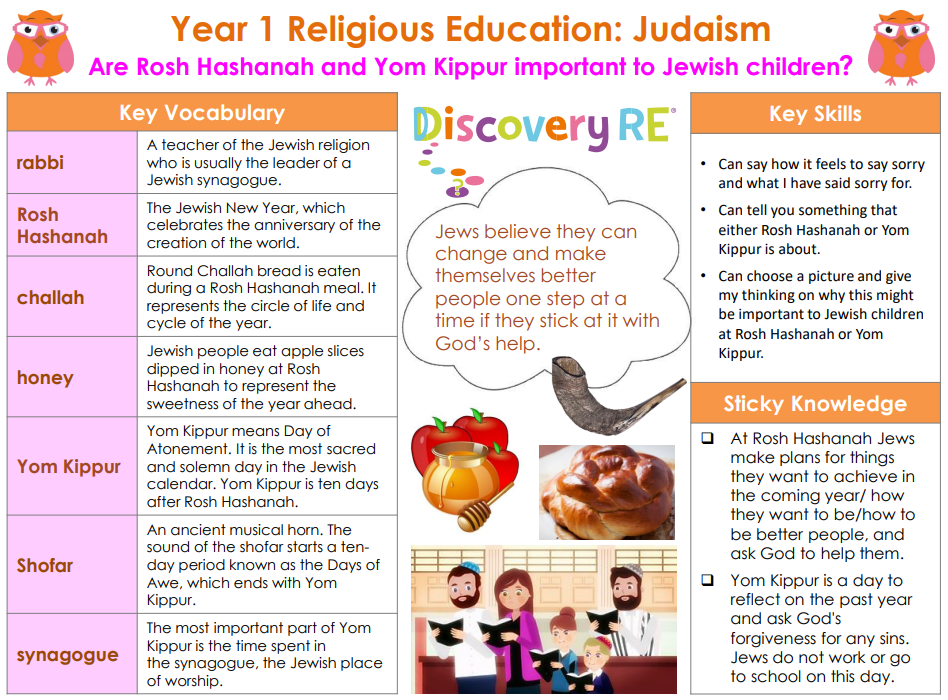 Year 1 Religious Education: Judaism
Are Rosh Hashanah and Yom Kippur important to Jewish children?
Key Vocabulary
rabbi
A teacher of the Jewish religion
who is usually the leader of a
Jewish synagogue.
Rosh
Hashanah
The Jewish New Year, which
celebrates the anniversary of the
creation of the world.
challah
Round Challah bread is eaten
during a Rosh Hashanah meal. It
represents the circle of life and
cycle of the year.
honey
Jewish people eat apple slices
dipped in honey at Rosh
Hashanah to represent the
sweetness of the year ahead.
Yom Kippur
Yom Kippur means Day of
Atonement. It is the most sacred
and solemn day in the Jewish
calendar. Yom Kippur is ten days
after Rosh Hashanah.
Shofar
An ancient musical horn. The
sound of the shofar starts a ten-
day period known as the Days of
Awe, which ends with Yom
Kippur.
synagogue
The most important part of Yom
Kippur is the time spent in
the synagogue, the Jewish place
of worship.
Discovery RE®
?
Jews believe they can
change and make
themselves better
people one step at a
time if they stick at it with
God's help.
Key Skills
• Can say how it feels to say sorry
and what I have said sorry for.
• Can tell you something that
either Rosh Hashanah or Yom
Kippur is about.
• Can choose a picture and give
my thinking on why this might
be important to Jewish children
at Rosh Hashanah or Yom
Kippur.
Sticky Knowledge
❑ At Rosh Hashanah Jews
make plans for things
they want to achieve in
the coming year/ how
they want to be/how to
be better people, and
ask God to help them.
❑ Yom Kippur is a day to
reflect on the past year
and ask God's
forgiveness for any sins.
Jews do not work or go
to school on this day.